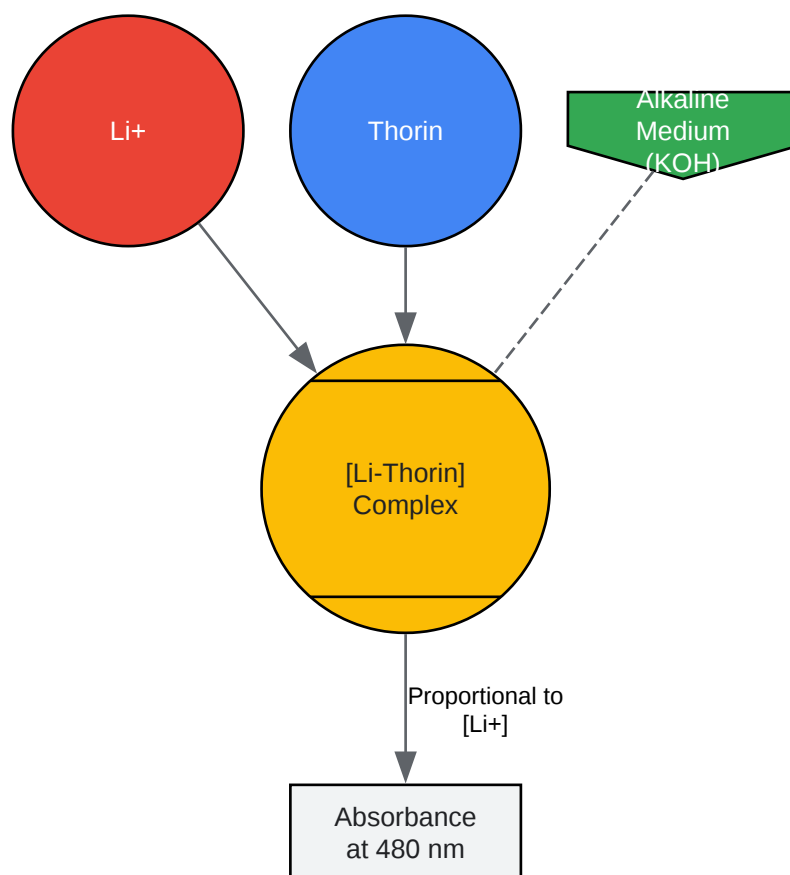 Li+
Thorin
Alkaline
Medium
(KOH)
[Li-Thorin]
Complex
Proportional to
[Li+]
Absorbance
at 480 nm